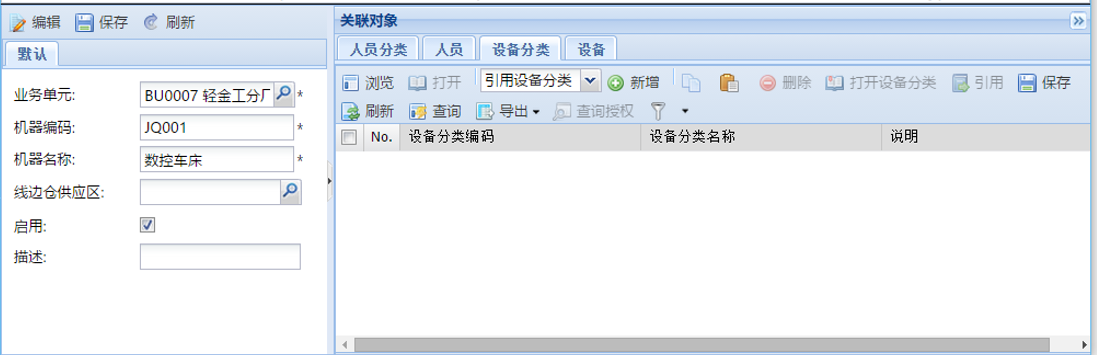 编辑 保存 刷新
默认
业务单元: BU0007 轻金工分厂 *
机器编码: JQ001 *
机器名称: 数控车床 *
线边仓供应区:
启用:
描述:
关联对象
人员分类 人员 设备分类 设备
浏览 打开 引用设备分类 新增 删除 打开设备分类 引用 保存
刷新 查询 导出 查询授权
No. 设备分类编码 设备分类名称 说明